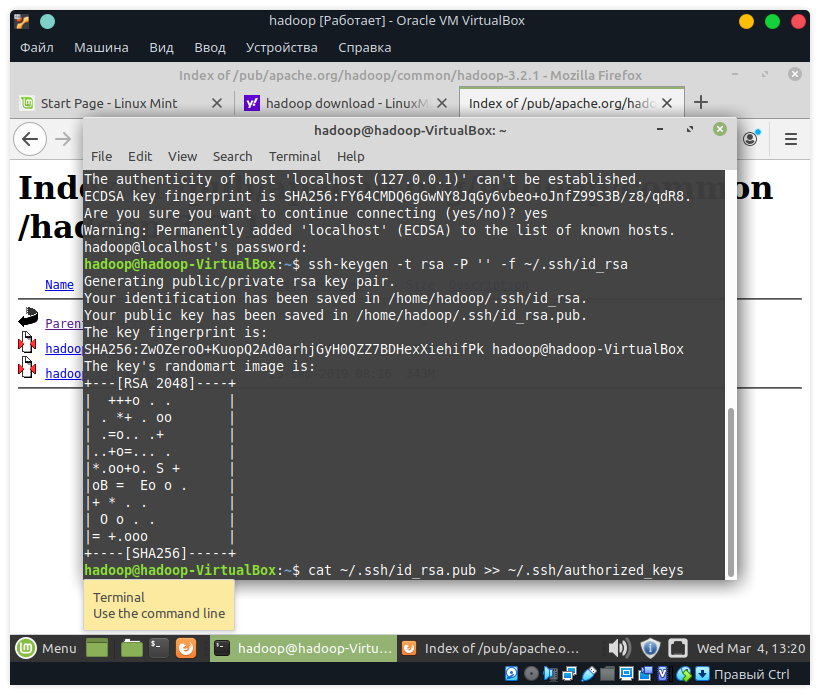 hadoop [Работает] - Oracle VM VirtualBox
Файл Машина Вид Ввод Устройства Справка
Index of /pub/apache.org/hadoop/common/hadoop-3.2.1 - Mozilla Firefox
Start Page - Linux Mint
hadoop download - LinuxM
Index of /pub/apache.org/hado
hadoop@hadoop-VirtualBox: ~
File Edit View Search Terminal Help
The authenticity of host 'localhost (127.0.0.1)' can't be established.
ECDSA key fingerprint is SHA256:FY64CMDQ6gGwNY8JqGy6vbeo+oJnfZ99S3B/z8/qdR8.
Are you sure you want to continue connecting (yes/no)? yes
Warning: Permanently added 'localhost' (ECDSA) to the list of known hosts.
hadoop@localhost's password:
hadoop@hadoop-VirtualBox:~$ ssh-keygen -t rsa -P '' -f ~/.ssh/id_rsa
Generating public/private rsa key pair.
Your identification has been saved in /home/hadoop/.ssh/id_rsa.
Your public key has been saved in /home/hadoop/.ssh/id_rsa.pub.
The key fingerprint is:
SHA256:ZwOZeroO+KuopQ2Ad0arhjGyH0QZZ7BDHexXiehifPk hadoop@hadoop-VirtualBox
The key's randomart image is:
+---[RSA 2048]----+
|  +++o . .       |
| . *+ . oo       |
| .=o.. .+        |
|..+o=... .       |
|*.oo+o. S +      |
|oB =  Eo o .     |
|+ * . .          |
| O o . .         |
|= +.ooo          |
+----[SHA256]-----+
hadoop@hadoop-VirtualBox:~$ cat ~/.ssh/id_rsa.pub >> ~/.ssh/authorized_keys
Name
Paren
hadoo
hadoo
Terminal
Use the command line
Menu
hadoop@hadoop-Virtu...
Index of /pub/apache.o...
Wed Mar 4, 13:20
Правый Ctrl